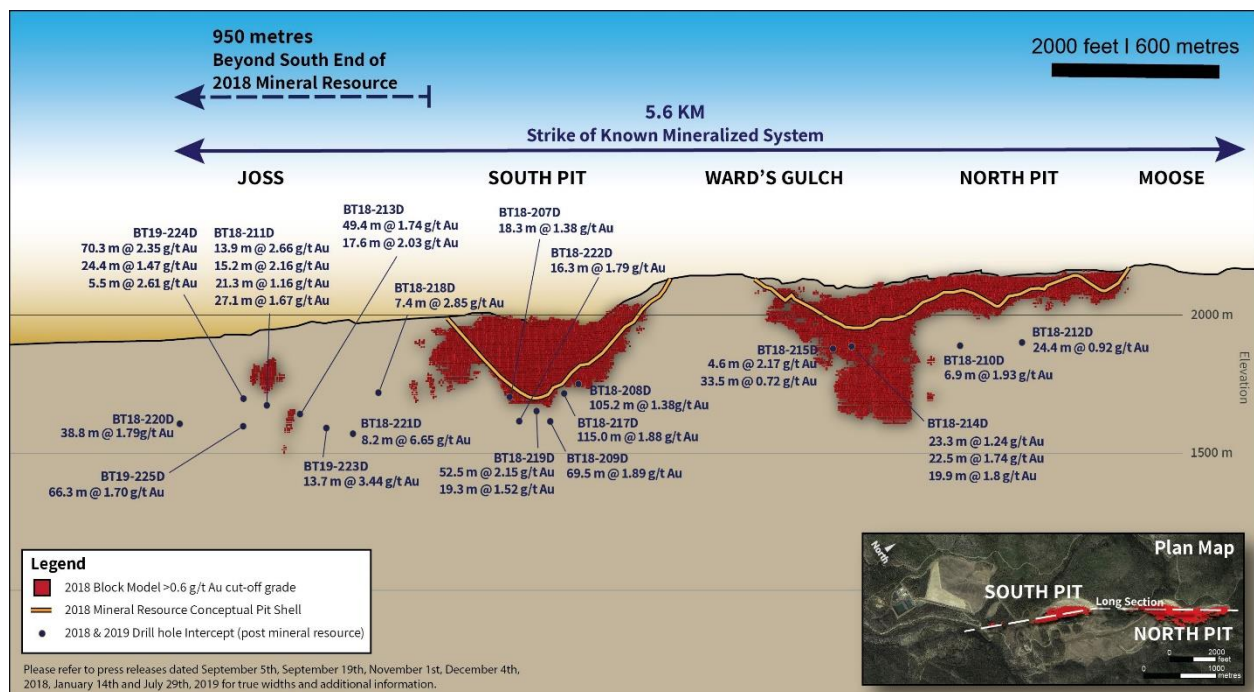 950 metres
Beyond South End of
2018 Mineral Resource
2000 feet I 600 metres
5.6 KM
Strike of Known Mineralized System
JOSS
SOUTH PIT
WARD'S GULCH
NORTH PIT
MOOSE
BT19-224D
70.3 m @ 2.35 g/t Au
24.4 m @ 1.47 g/t Au
5.5 m @ 2.61 g/t Au
BT18-211D
13.9 m @ 2.66 g/t Au
15.2 m @ 2.16 g/t Au
21.3 m @ 1.16 g/t Au
27.1 m @ 1.67 g/t Au
BT18-213D
49.4 m @ 1.74 g/t Au
17.6 m @ 2.03 g/t Au
BT18-218D
7.4 m @ 2.85 g/t Au
BT18-207D
18.3 m @ 1.38 g/t Au
BT18-222D
16.3 m @ 1.79 g/t Au
2000 m
Elevation
1500 m
BT18-215D
4.6 m @ 2.17 g/t Au
33.5 m @ 0.72 g/t Au
BT18-212D
24.4 m @ 0.92 g/t Au
BT18-210D
6.9 m @ 1.93 g/t Au
BT18-214D
23.3 m @ 1.24 g/t Au
22.5 m @ 1.74 g/t Au
19.9 m @ 1.8 g/t Au
BT18-208D
105.2 m @ 1.38g/t Au
BT18-217D
115.0 m @ 1.88 g/t Au
BT18-209D
69.5 m @ 1.89 g/t Au
BT18-219D
52.5 m @ 2.15 g/t Au
19.3 m @ 1.52 g/t Au
BT18-221D
8.2 m @ 6.65 g/t Au
BT19-223D
13.7 m @ 3.44 g/t Au
BT18-220D
38.8 m @ 1.79g/t Au
BT19-225D
66.3 m @ 1.70 g/t Au
Legend
2018 Block Model >0.6 g/t Au cut-off grade
2018 Mineral Resource Conceptual Pit Shell
2018 & 2019 Drill hole Intercept (post mineral resource)
Please refer to press releases dated September 5th, September 19th, November 1st, December 4th,
2018, January 14th and July 29th, 2019 for true widths and additional information.
North
Plan Map
SOUTH PIT
Long Section
NORTH PIT
0 2000
feet
0 1000
metres